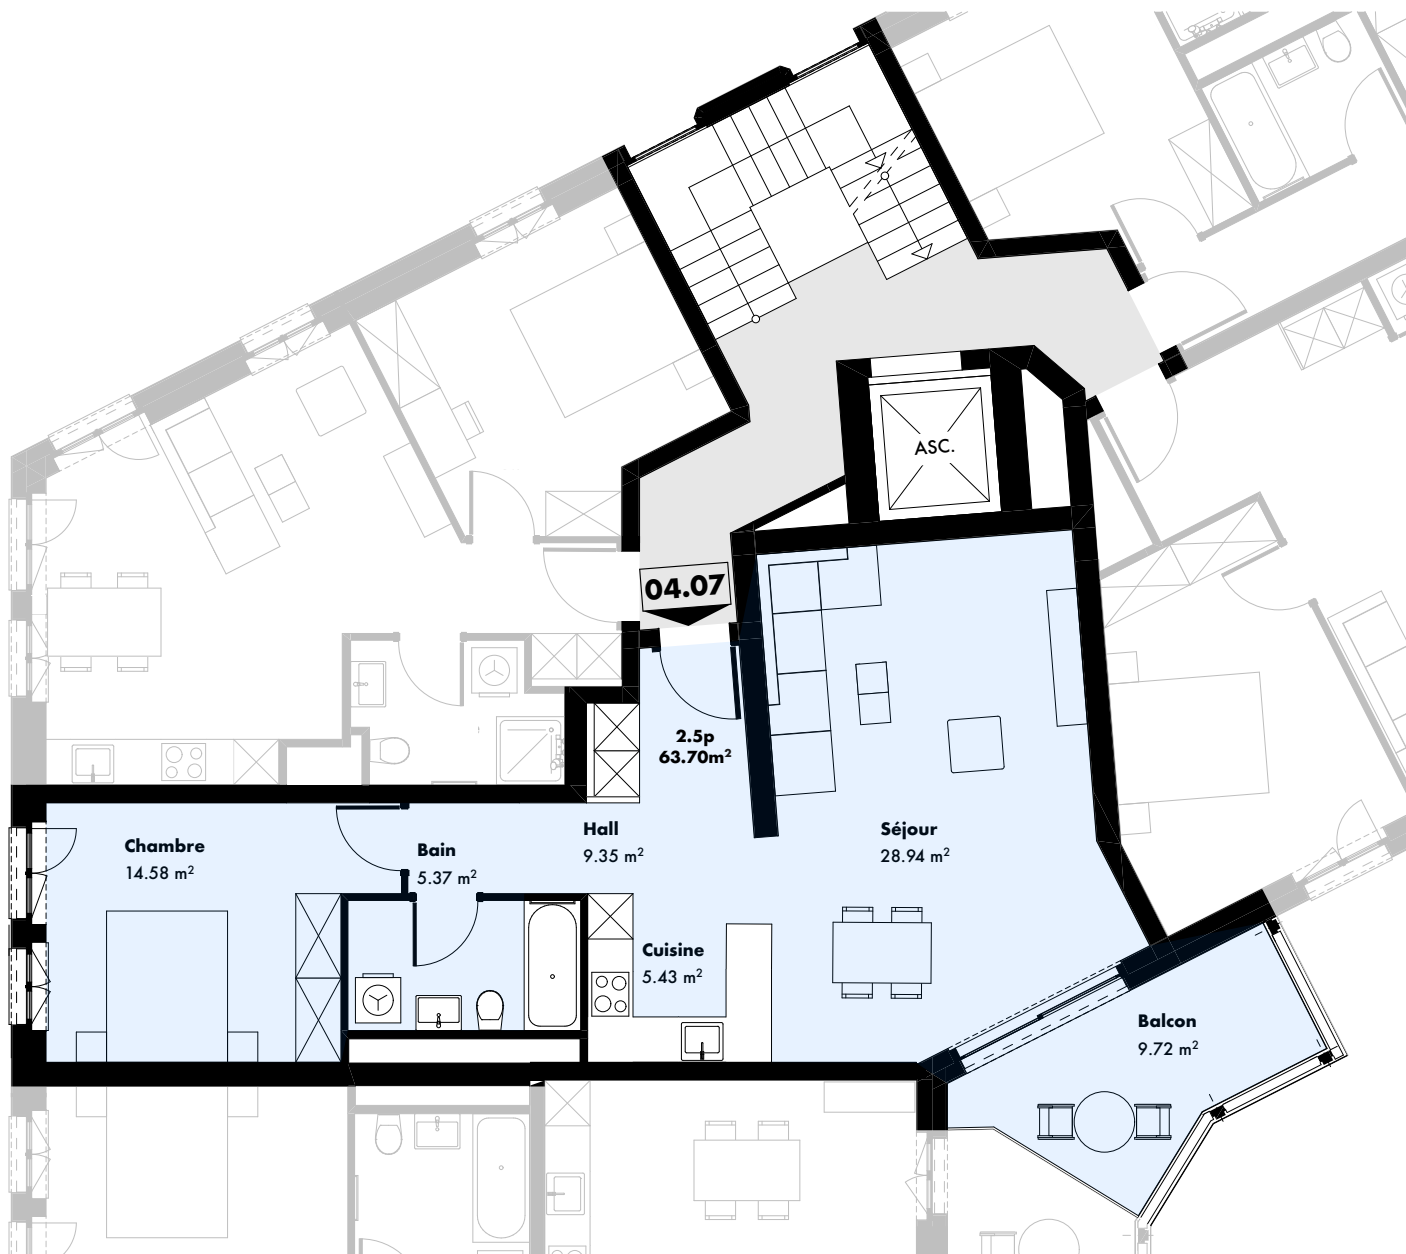 ASC.
04.07
2.5p
63.70m²
Hall
9.35 m²
Séjour
28.94 m²
Chambre
14.58 m²
Bain
5.37 m²
Cuisine
5.43 m²
Balcon
9.72 m²